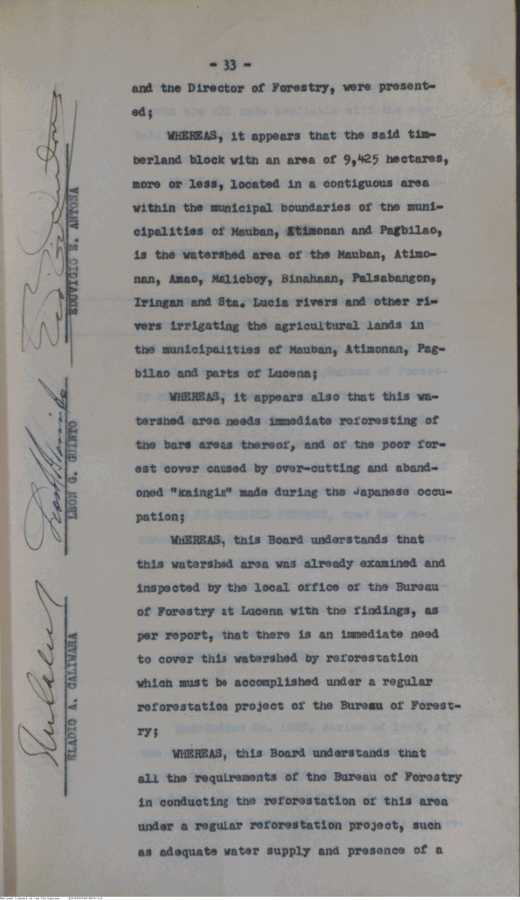 - 33 -
and the Director of Forestry, were present-
ed;
WHEREAS, it appears that the said tim-
berland block with an area of 9,425 hectares,
more or less, located in a contiguous area
within the municipal boundaries of the muni-
cipalities of Mauban, Atimonan and Pagbilao,
is the watershed area of the Mauban, Atimo-
nan, Amao, Malicboy, Binahaan, Palsabangon,
Iringan and Sta. Lucia rivers and other ri-
vers irrigating the agricultural lands in
the municipalities of Mauban, Atimonan, Pag-
bilao and parts of Lucena;
WHEREAS, it appears also that this wa-
tershed area needs immediate reforesting of
the bare areas thereof, and of the poor for-
est cover caused by over-cutting and aband-
oned "kaingin" made during the Japanese occu-
pation;
WHEREAS, this Board understands that
this watershed area was already examined and
inspected by the local office of the Bureau
of Forestry at Lucena with the findings, as
per report, that there is an immediate need
to cover this watershed by reforestation
which must be accomplished under a regular
reforestation project of the Bureau of Forest-
ry;
WHEREAS, this Board understands that
all the requirements of the Bureau of Forestry
in conducting the reforestation of this area
under a regular reforestation project, such
as adequate water supply and presence of a
EDUVIGIO E. ANTONA
LEON G. GUINTO
ELADIO A. CALIWARA